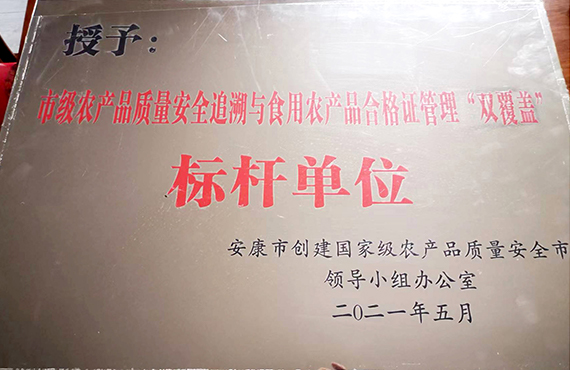 授予：
市级农产品质量安全追溯与食用农产品合格证管理“双覆盖”
标杆单位
安康市创建国家级农产品质量安全市
领导小组办公室
二〇二一年五月